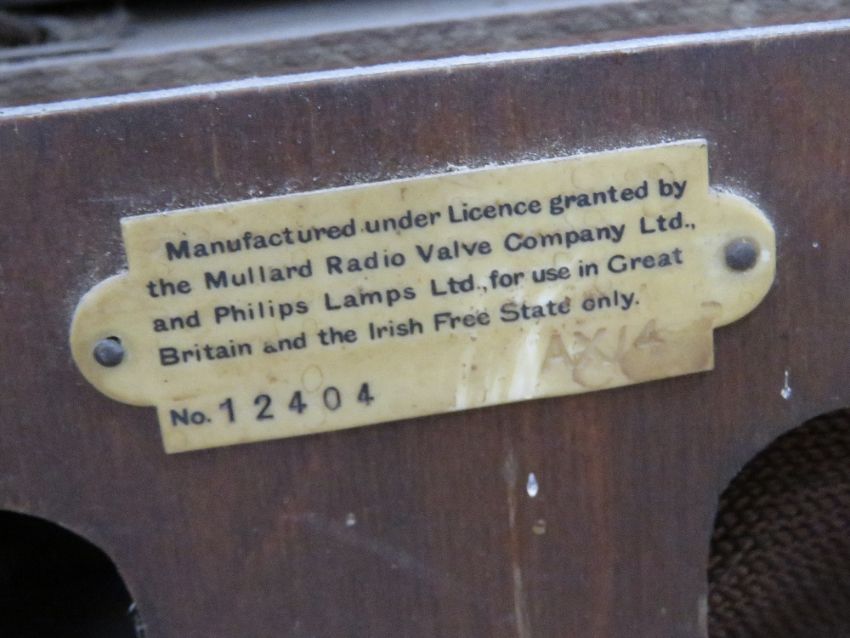 Manufactured under Licence granted by
the Mullard Radio Valve Company Ltd.,
and Philips Lamps Ltd., for use in Great
Britain and the Irish Free State only.
AX14
No. 12404